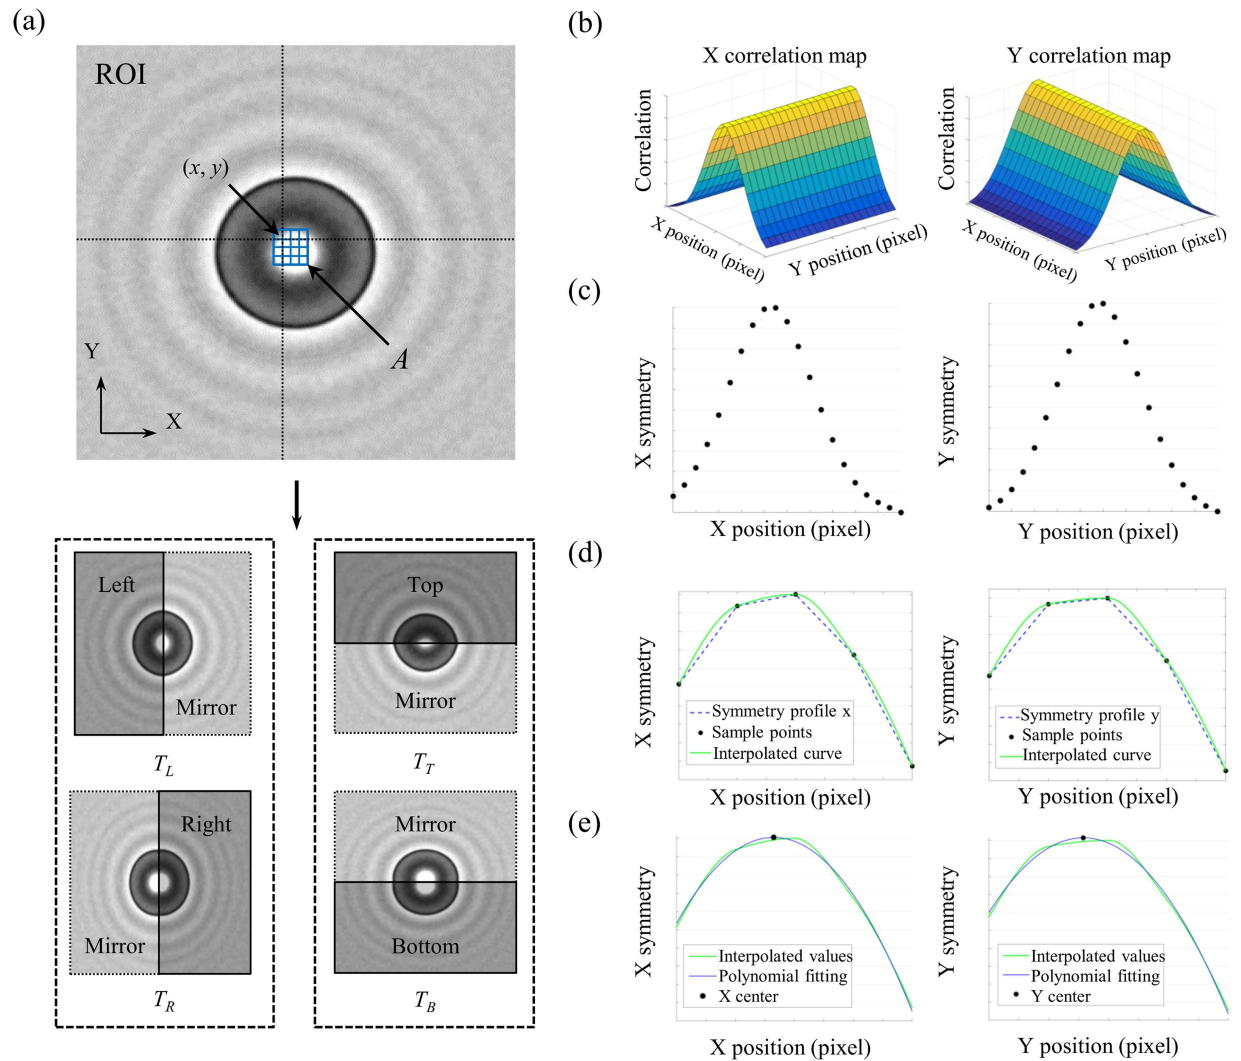 (a)
ROI
(x, y)
A
Y
X
Left
Mirror
T_L
Top
Mirror
T_T
Right
Mirror
T_R
Mirror
Bottom
T_B
(b)
X correlation map
Correlation
X position (pixel)
Y position (pixel)
Y correlation map
Correlation
X position (pixel)
Y position (pixel)
(c)
X symmetry
X position (pixel)
Y symmetry
Y position (pixel)
(d)
X symmetry
Symmetry profile x
Sample points
Interpolated curve
X position (pixel)
Y symmetry
Symmetry profile y
Sample points
Interpolated curve
Y position (pixel)
(e)
X symmetry
Interpolated values
Polynomial fitting
X center
X position (pixel)
Y symmetry
Interpolated values
Polynomial fitting
Y center
Y position (pixel)